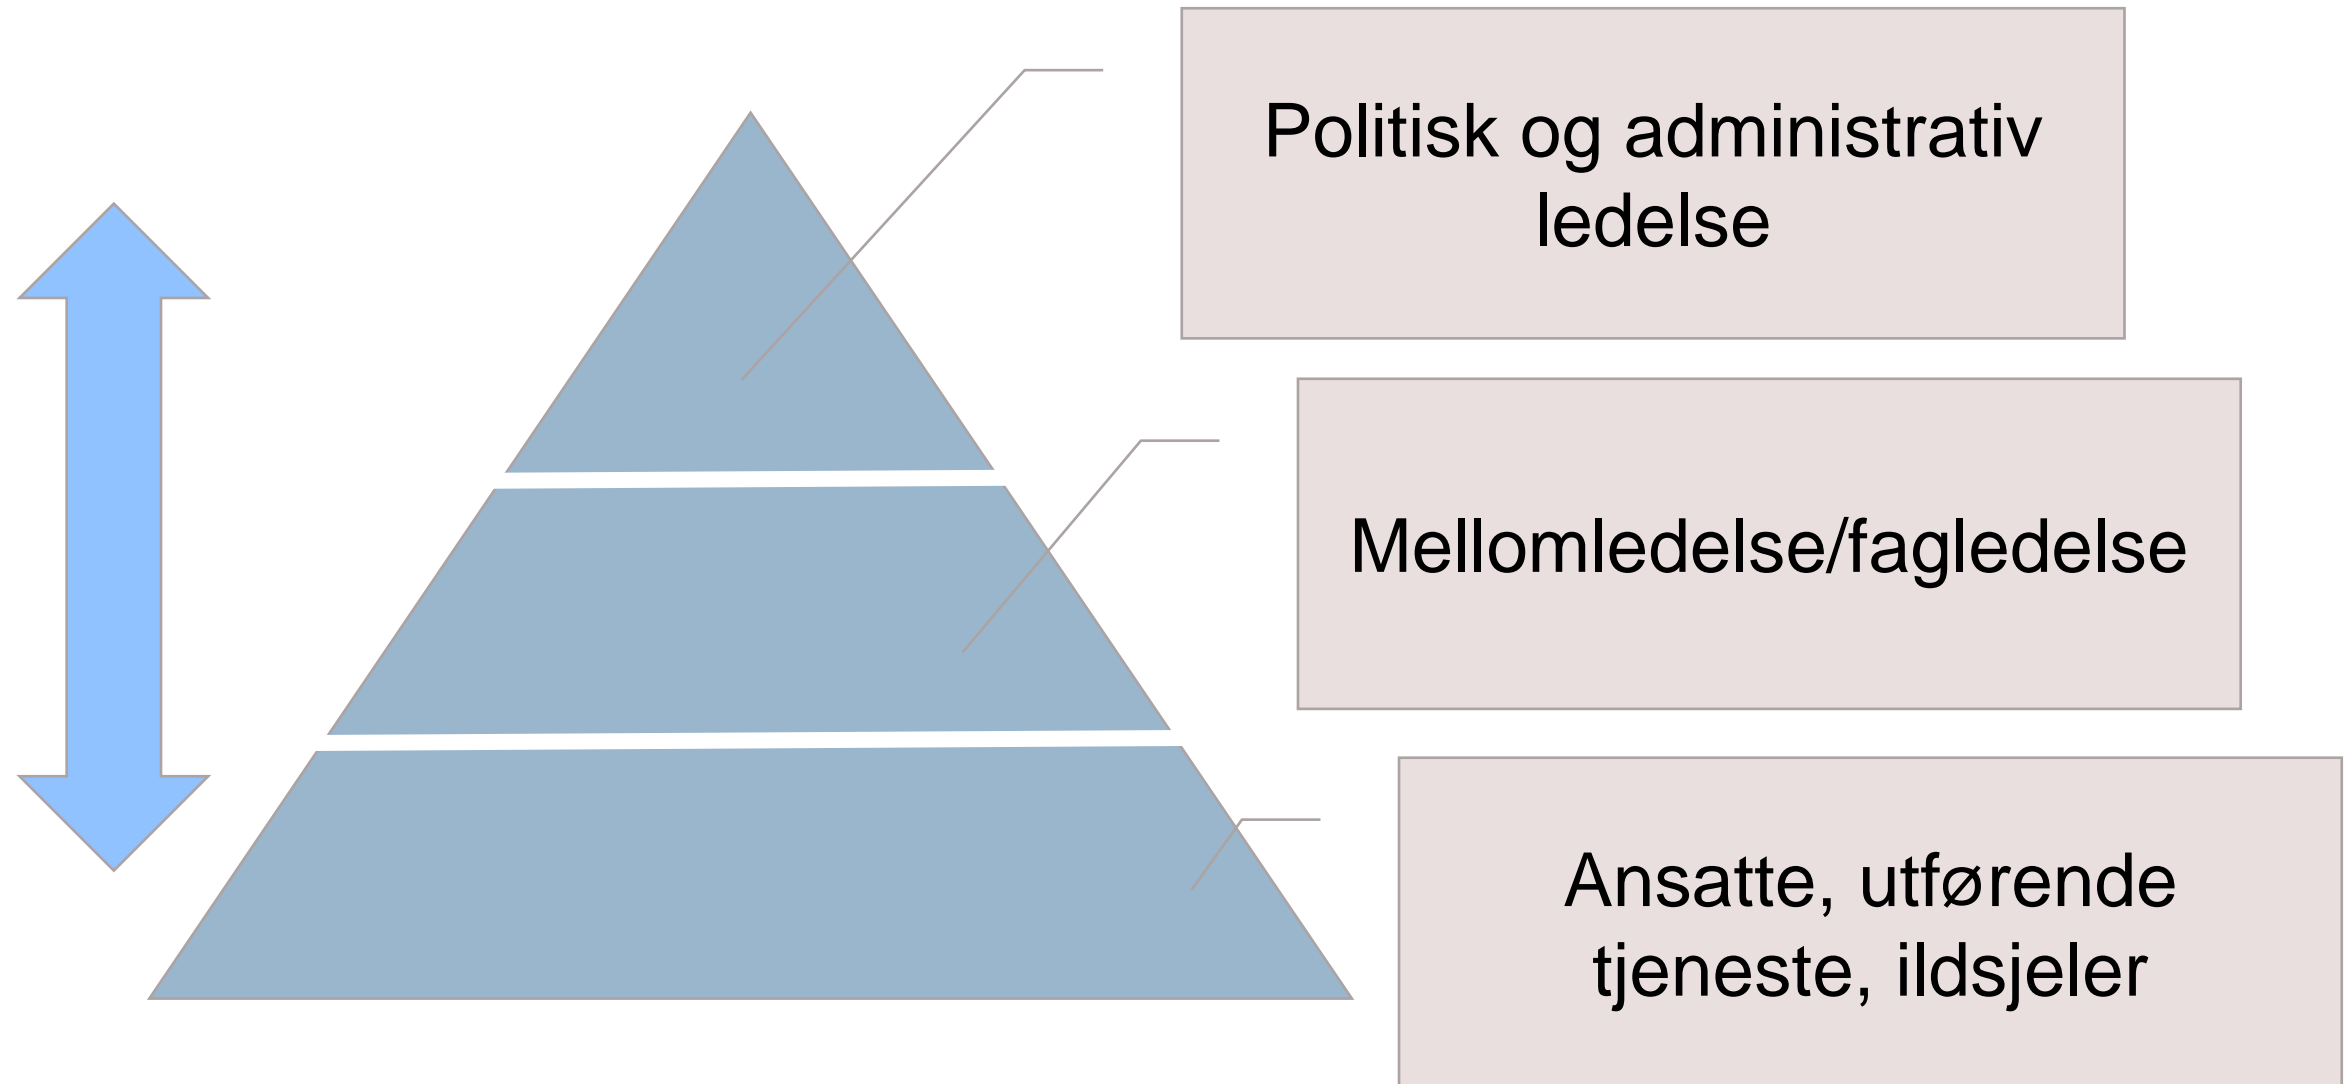 Politisk og administrativ
ledelse
Mellomledelse/fagledelse
Ansatte, utførende
tjeneste, ildsjeler